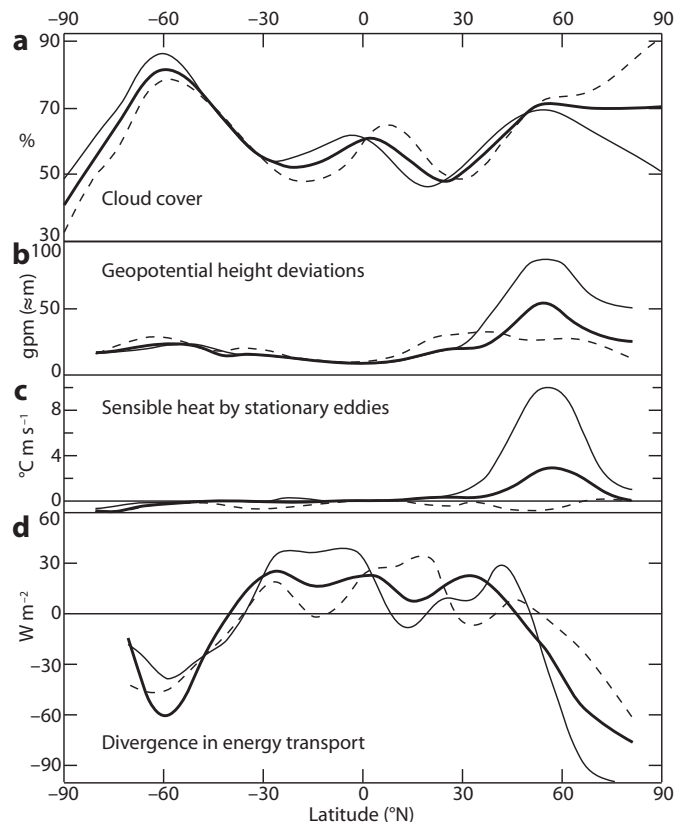 −90 −60 −30 0 30 60 90
a
90
70
%
50
30
Cloud cover
b
100
50
0
gpm (≈m)
Geopotential height deviations
c
8
4
0
°C m s⁻¹
Sensible heat by stationary eddies
d
60
30
0
−30
−60
−90
W m⁻²
Divergence in energy transport
−90 −60 −30 0 30 60 90
Latitude (°N)